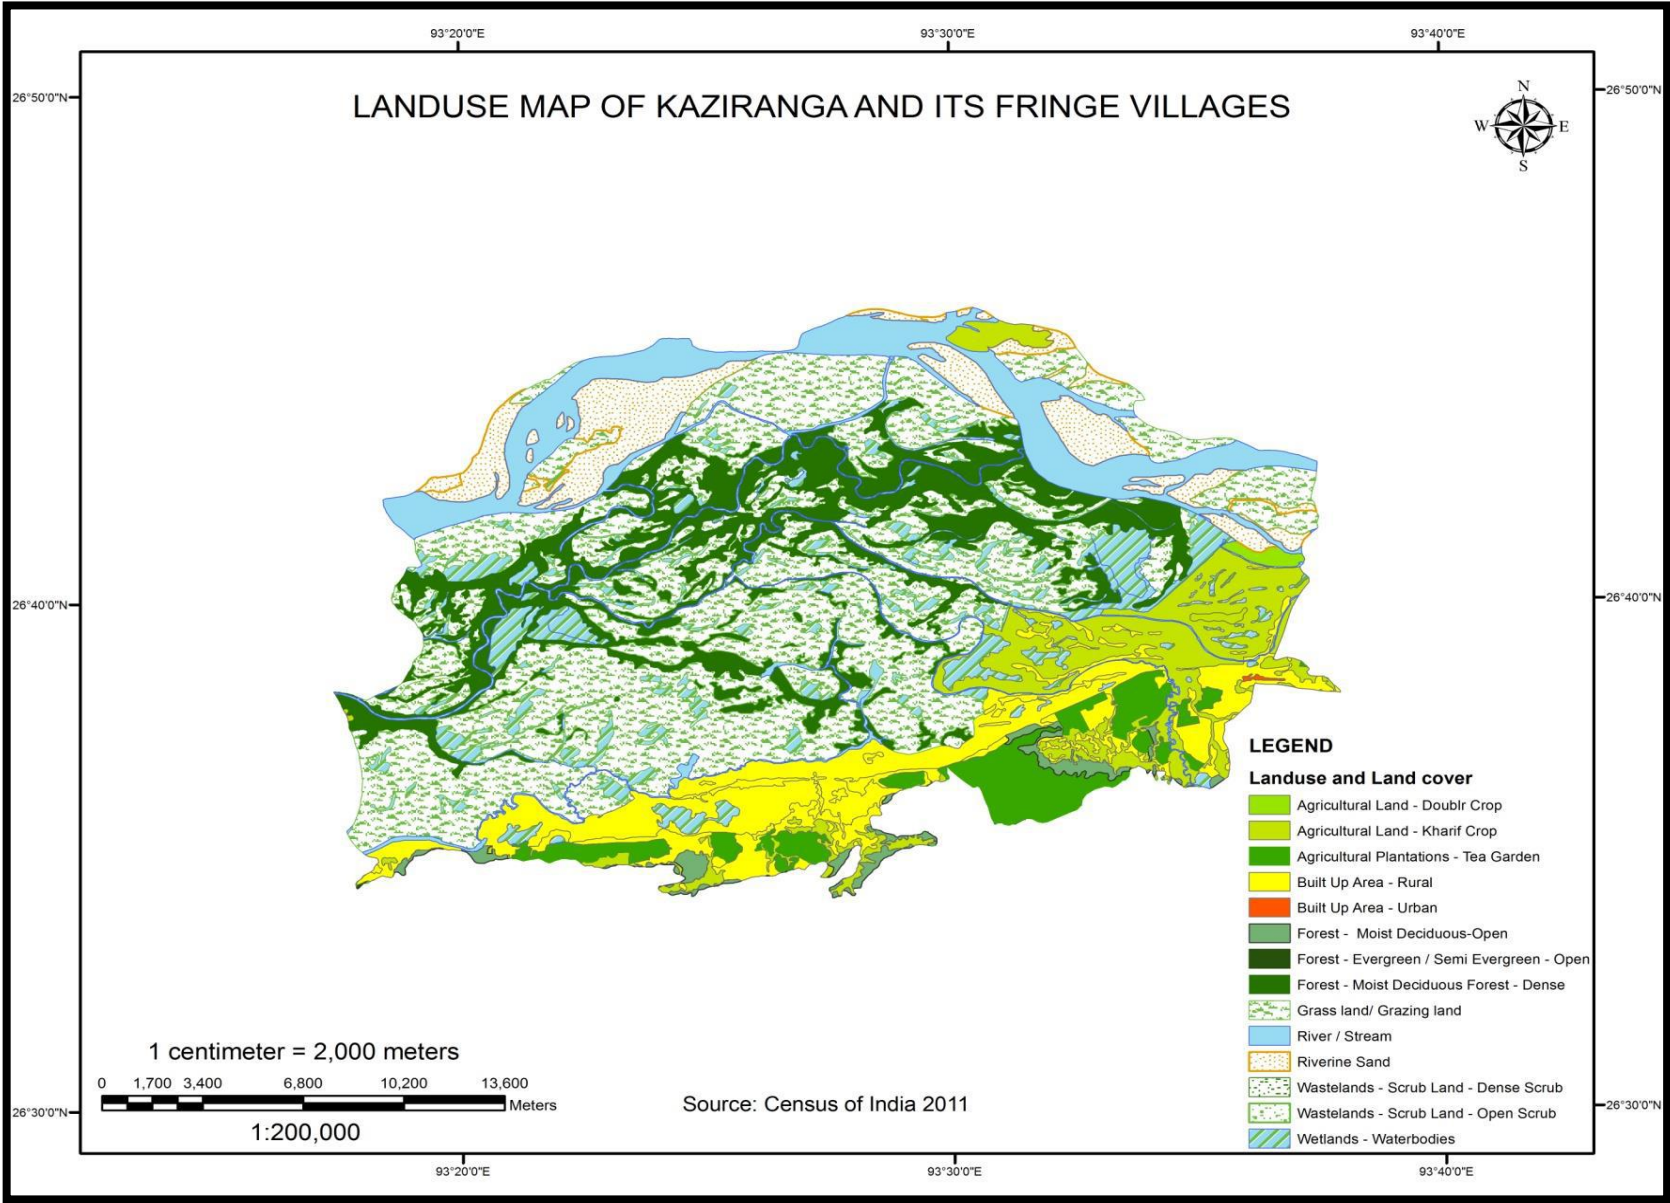 93°20'0"E 93°30'0"E 93°40'0"E
26°50'0"N 26°50'0"N
LANDUSE MAP OF KAZIRANGA AND ITS FRINGE VILLAGES
N
W E
S
26°40'0"N 26°40'0"N
LEGEND
Landuse and Land cover
Agricultural Land - Doublr Crop
Agricultural Land - Kharif Crop
Agricultural Plantations - Tea Garden
Built Up Area - Rural
Built Up Area - Urban
Forest - Moist Deciduous-Open
Forest - Evergreen / Semi Evergreen - Open
Forest - Moist Deciduous Forest - Dense
Grass land/ Grazing land
River / Stream
Riverine Sand
Wastelands - Scrub Land - Dense Scrub
Wastelands - Scrub Land - Open Scrub
Wetlands - Waterbodies
1 centimeter = 2,000 meters
0 1,700 3,400 6,800 10,200 13,600
Meters
1:200,000
Source: Census of India 2011
26°30'0"N 26°30'0"N
93°20'0"E 93°30'0"E 93°40'0"E